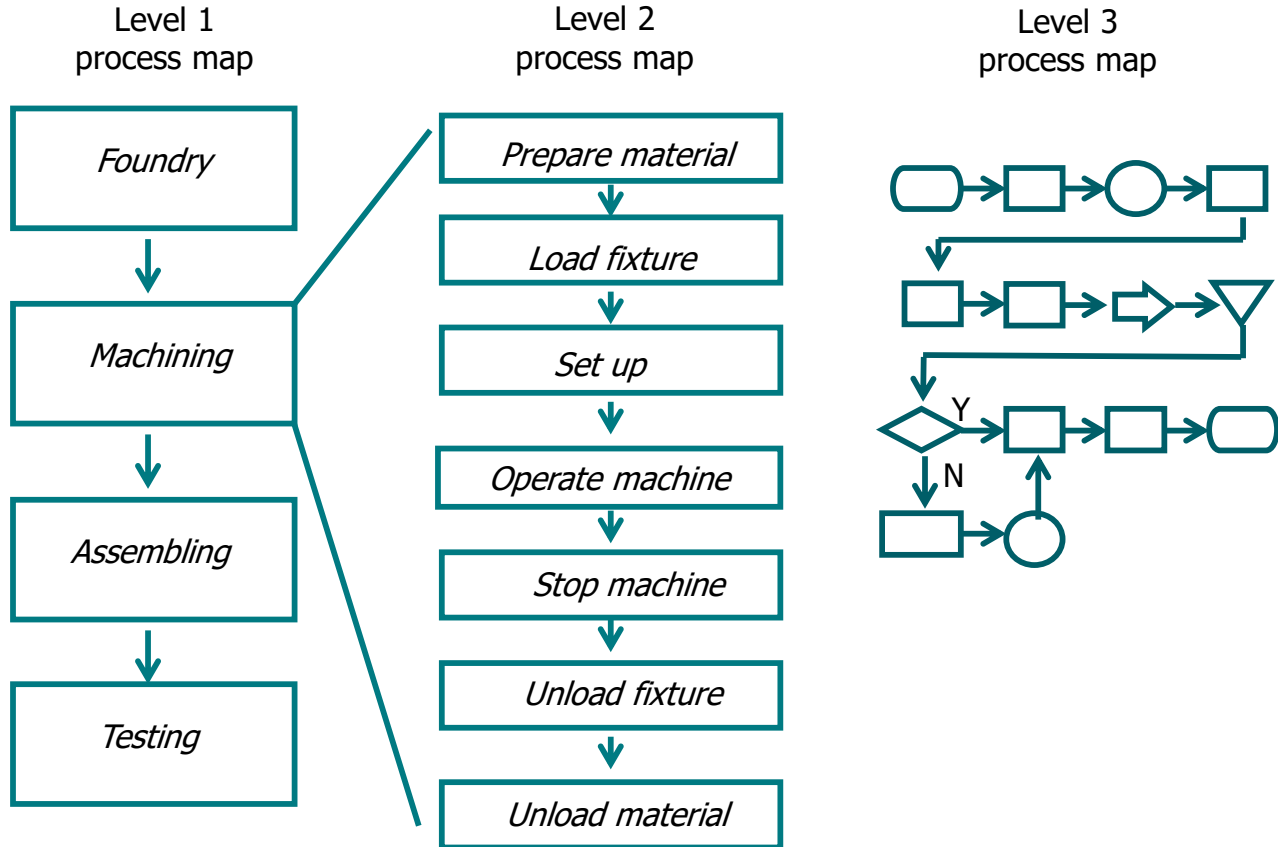 Level 1
process map
Foundry
Machining
Assembling
Testing
Level 2
process map
Prepare material
Load fixture
Set up
Operate machine
Stop machine
Unload fixture
Unload material
Level 3
process map
Y
N